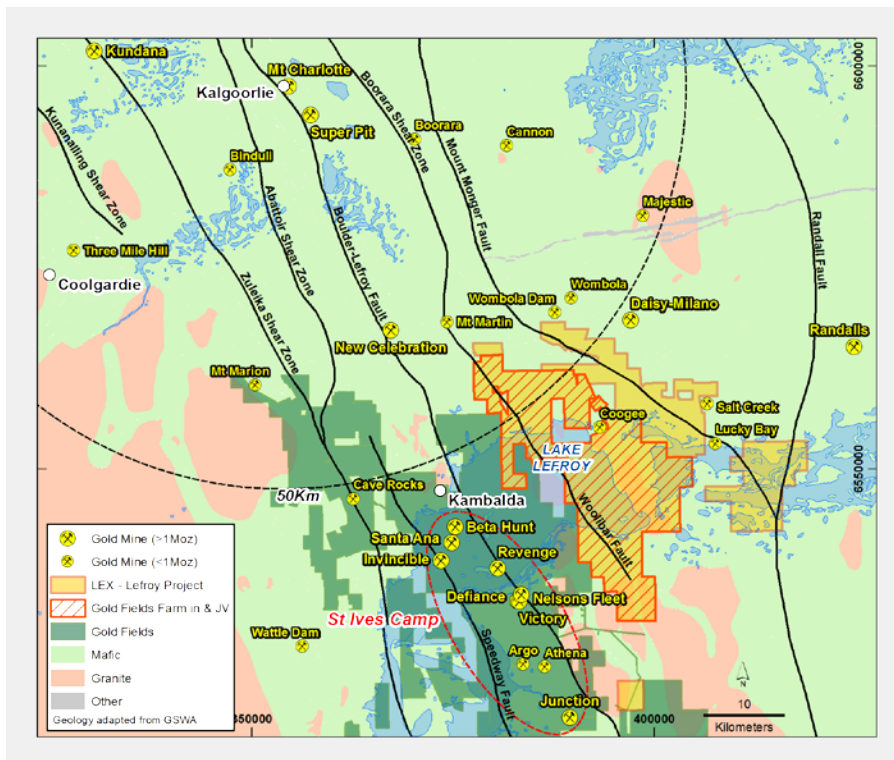 Kundana
Mt Charlotte
Kalgoorlie
Super Pit
Boorara Shear Zone
Boorara
Cannon
6600000
Kunanalling Shear Zone
Binduli
Abattoir Shear Zone
Mount Monger Fault
Majestic
Boulder-Lefroy Fault
Randall Fault
Three Mile Hill
Coolgardie
Zuleika Shear Zone
Wombola
Wombola Dam
Daisy-Milano
Mt Martin
New Celebration
Randalls
Mt Marion
Salt Creek
Coogee
Lucky Bay
LAKE
LEFROY
6550000
50Km
Cave Rocks
Kambalda
Woolibar Fault
Beta Hunt
Santa Ana
Invincible
Revenge
Defiance
Nelsons Fleet
Victory
St Ives Camp
Speedway Fault
Wattle Dam
Argo
Athena
Junction
Gold Mine (>1Moz)
Gold Mine (<1Moz)
LEX - Lefroy Project
Gold Fields Farm in & JV
Gold Fields
Mafic
Granite
Other
Geology adapted from GSWA
350000
400000
N
10
Kilometers